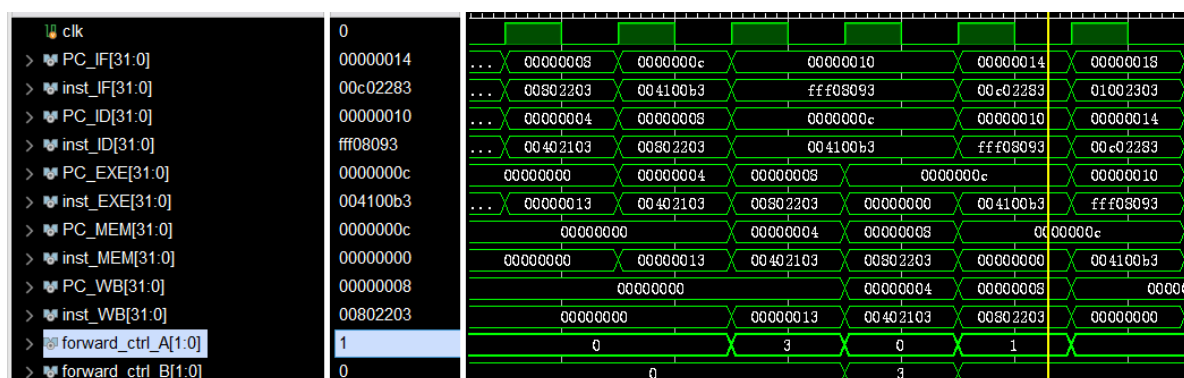 clk 0
PC_IF[31:0] 00000014 ... 00000008 0000000c 00000010 00000014 00000018
inst_IF[31:0] 00c02283 ... 00802203 004100b3 fff08093 00c02283 01002303
PC_ID[31:0] 00000010 ... 00000004 00000008 0000000c 00000010 00000014
inst_ID[31:0] fff08093 ... 00402103 00802203 004100b3 fff08093 00c02283
PC_EXE[31:0] 0000000c 00000000 00000004 00000008 0000000c 00000010
inst_EXE[31:0] 004100b3 ... 00000013 00402103 00802203 00000000 004100b3 fff08093
PC_MEM[31:0] 0000000c 00000000 00000004 00000008 0000000c
inst_MEM[31:0] 00000000 00000000 00000013 00402103 00802203 00000000 004100b3
PC_WB[31:0] 00000008 00000000 00000004 00000008 0000
inst_WB[31:0] 00802203 00000000 00000013 00402103 00802203 00000000
forward_ctrl_A[1:0] 1 0 3 0 1
forward_ctrl_B[1:0] 0 0 3